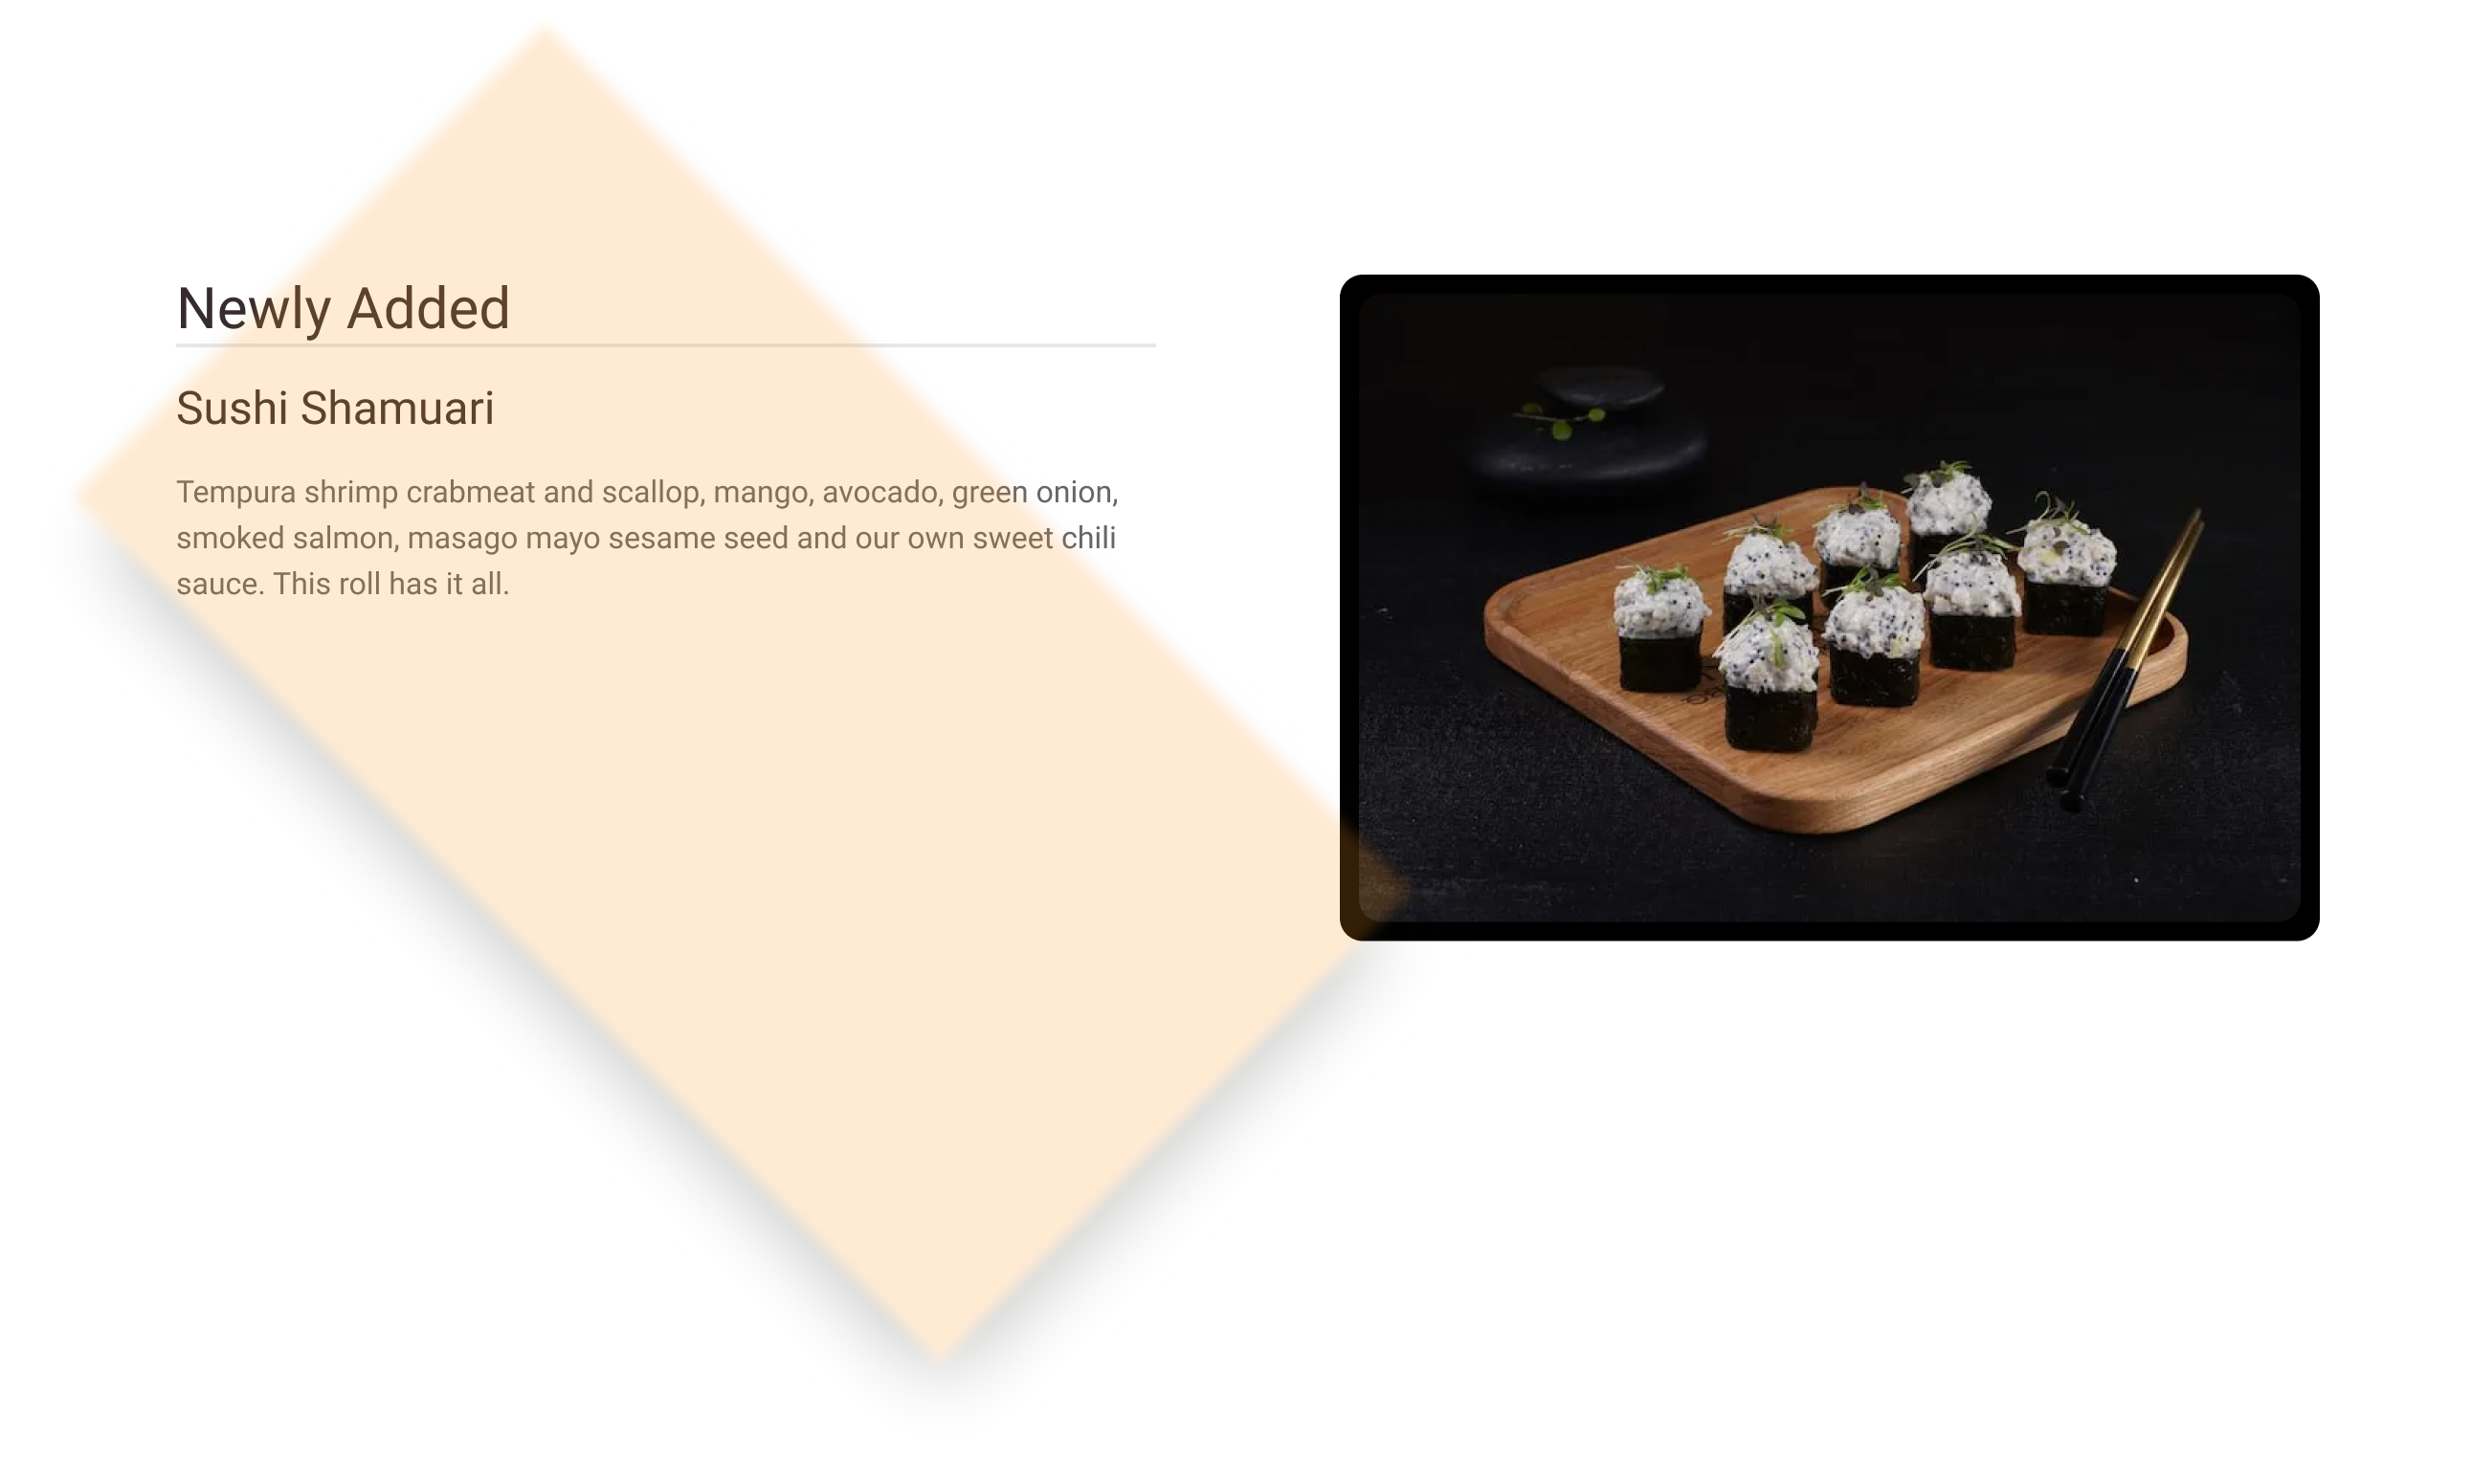 Newly Added
Sushi Shamuari
Tempura shrimp crabmeat and scallop, mango, avocado, green onion,
smoked salmon, masago mayo sesame seed and our own sweet chili
sauce. This roll has it all.